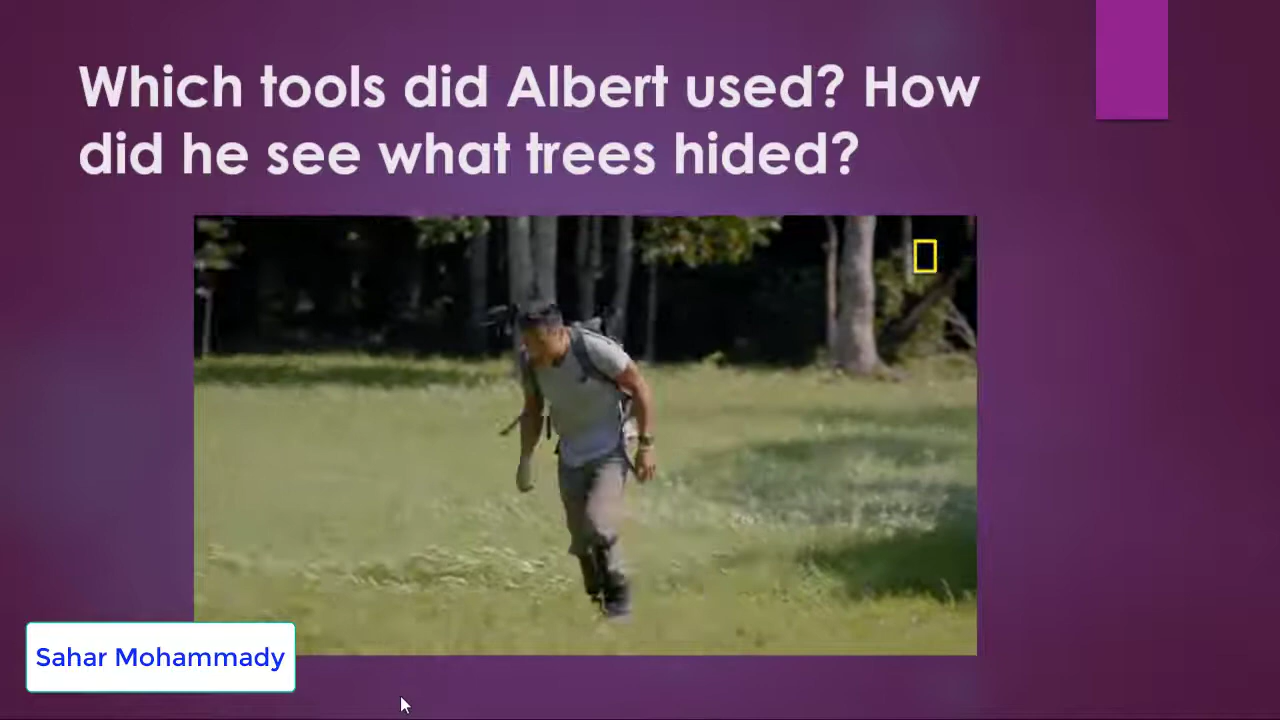 Which tools did Albert used? How
did he see what trees hided?
Sahar Mohammady